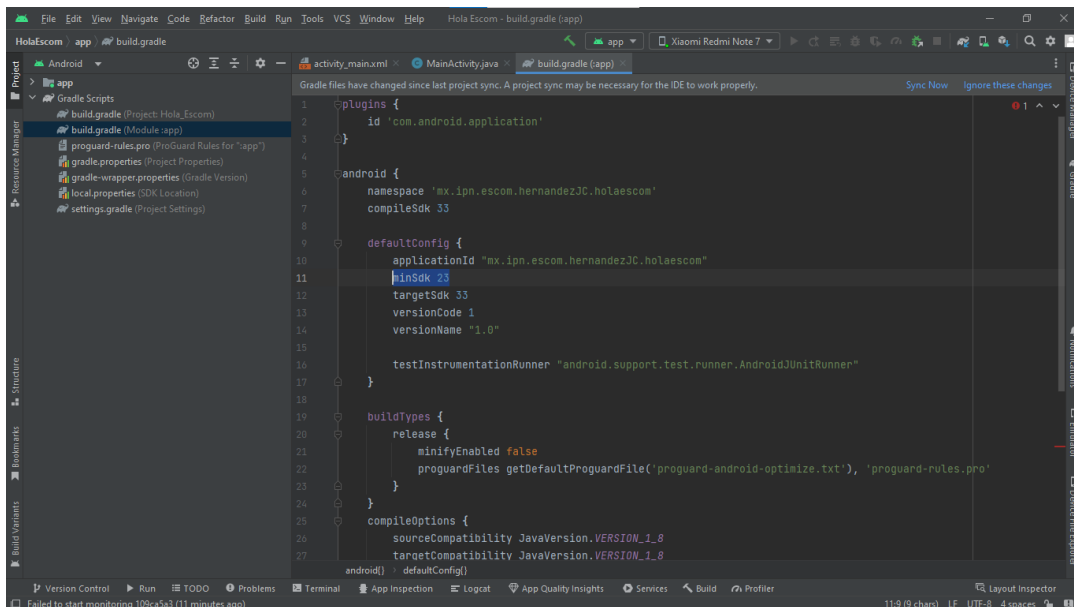 File Edit View Navigate Code Refactor Build Run Tools VCS Window Help Hola Escom - build.gradle (:app)
HolaEscom app build.gradle
app Xiaomi Redmi Note 7
Android
activity_main.xml MainActivity.java build.gradle (:app)
Gradle files have changed since last project sync. A project sync may be necessary for the IDE to work properly. Sync Now Ignore these changes
Project
Resource Manager
Structure
Bookmarks
Build Variants
app
Gradle Scripts
build.gradle (Project: Hola_Escom)
build.gradle (Module :app)
proguard-rules.pro (ProGuard Rules for ":app")
gradle.properties (Project Properties)
gradle-wrapper.properties (Gradle Version)
local.properties (SDK Location)
settings.gradle (Project Settings)
1 plugins {
2 id 'com.android.application'
3 }
4
5 android {
6 namespace 'mx.ipn.escom.hernandezJC.holaescom'
7 compileSdk 33
8
9 defaultConfig {
10 applicationId "mx.ipn.escom.hernandezJC.holaescom"
11 minSdk 23
12 targetSdk 33
13 versionCode 1
14 versionName "1.0"
15
16 testInstrumentationRunner "android.support.test.runner.AndroidJUnitRunner"
17 }
18
19 buildTypes {
20 release {
21 minifyEnabled false
22 proguardFiles getDefaultProguardFile('proguard-android-optimize.txt'), 'proguard-rules.pro'
23 }
24 }
25 compileOptions {
26 sourceCompatibility JavaVersion.VERSION_1_8
27 targetCompatibility JavaVersion.VERSION_1_8
1
android{} defaultConfig{}
Version Control Run TODO Problems Terminal App Inspection Logcat App Quality Insights Services Build Profiler Layout Inspector
Failed to start monitoring 109ca5a3 (11 minutes ago) 11:9 (9 chars) LF UTF-8 4 spaces